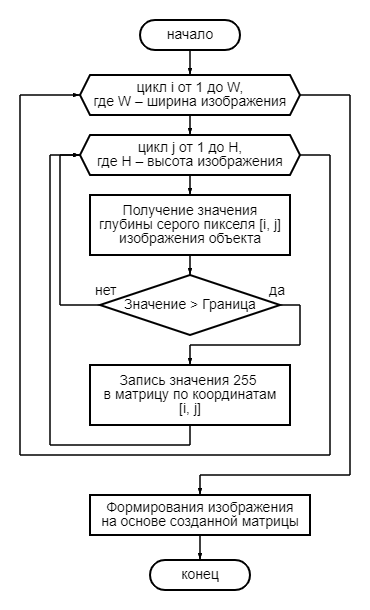 начало
цикл i от 1 до W,
где W – ширина изображения
цикл j от 1 до H,
где H – высота изображения
Получение значения
глубины серого пикселя [i, j]
изображения объекта
нет
да
Значение > Граница
Запись значения 255
в матрицу по координатам
[i, j]
Формирования изображения
на основе созданной матрицы
конец